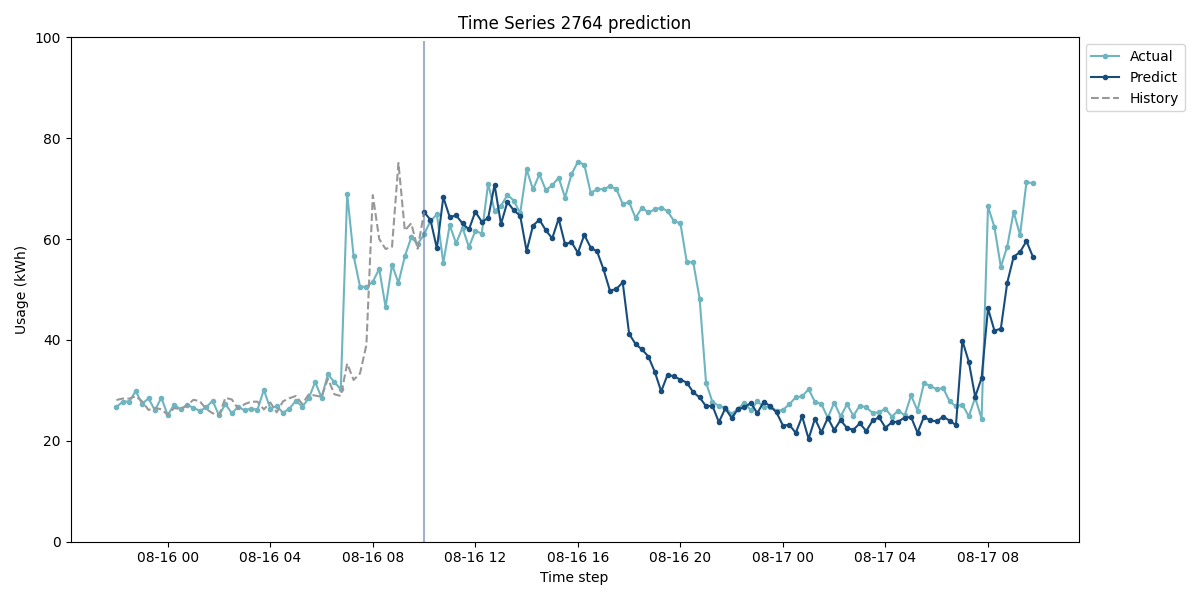 Time Series 2764 prediction
Actual
Predict
History
Usage (kWh)
100
80
60
40
20
0
08-16 00
08-16 04
08-16 08
08-16 12
08-16 16
08-16 20
08-17 00
08-17 04
08-17 08
Time step